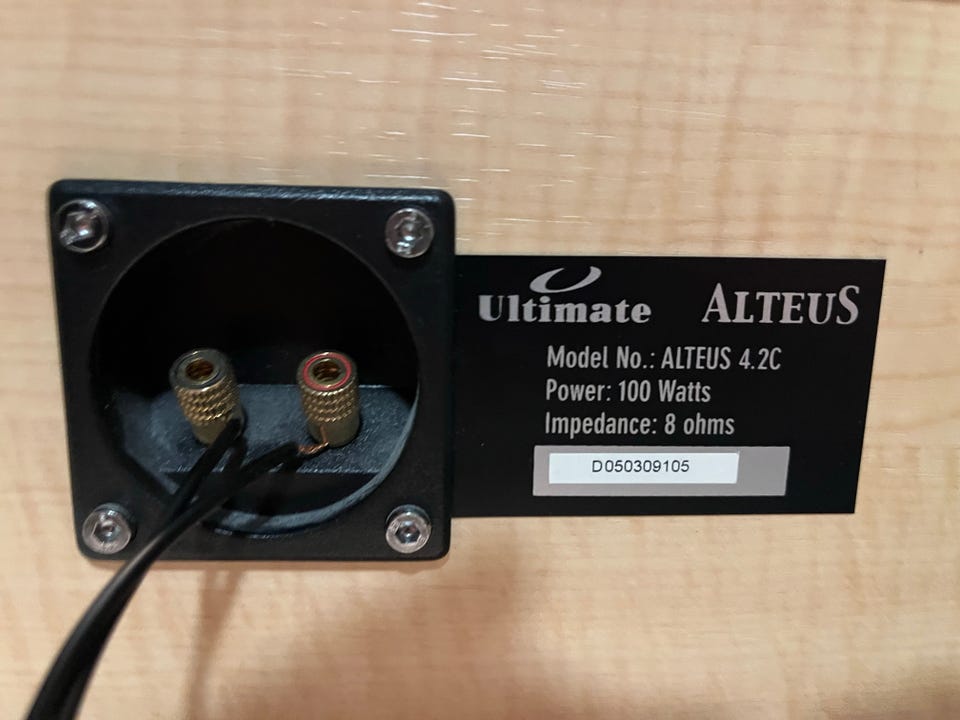 Ultimate ALTEUS
Model No.: ALTEUS 4.2C
Power: 100 Watts
Impedance: 8 ohms
D050309105